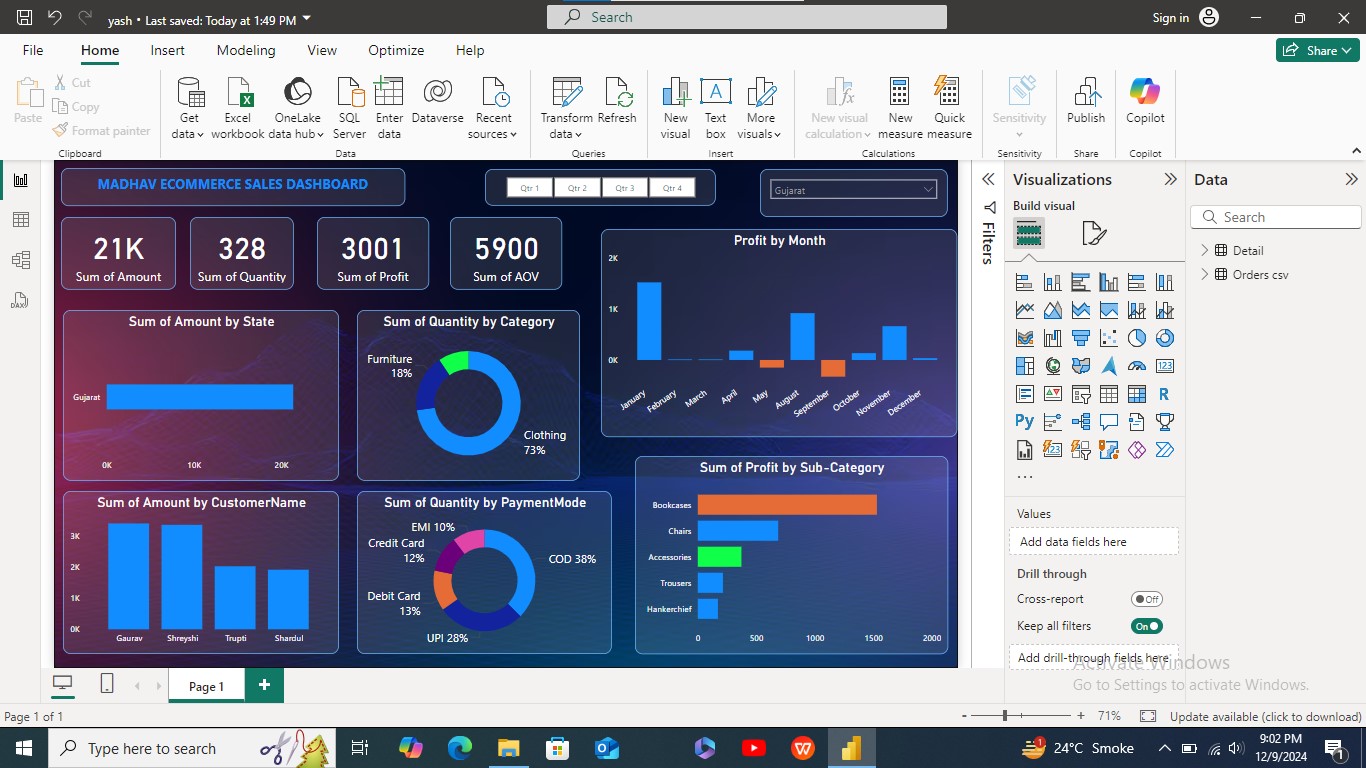 yash • Last saved: Today at 1:49 PM
Search
Sign in
File Home Insert Modeling View Optimize Help
Share
Paste
Cut
Copy
Format painter
Clipboard
Get data
Excel workbook
OneLake data hub
SQL Server
Enter data
Dataverse
Recent sources
Data
Transform data
Refresh
Queries
New visual
Text box
More visuals
Insert
New visual calculation
New measure
Quick measure
Calculations
Sensitivity
Sensitivity
Publish
Share
Copilot
Copilot
MADHAV ECOMMERCE SALES DASHBOARD
Qtr 1 Qtr 2 Qtr 3 Qtr 4
Gujarat
21K
Sum of Amount
328
Sum of Quantity
3001
Sum of Profit
5900
Sum of AOV
Profit by Month
2K
1K
0K
January February March April May August September October November December
Sum of Amount by State
Gujarat
0K 10K 20K
Sum of Quantity by Category
Furniture
18%
Clothing
73%
Sum of Amount by CustomerName
3K
2K
1K
0K
Gaurav Shreyshi Trupti Shardul
Sum of Quantity by PaymentMode
EMI 10%
Credit Card
12%
COD 38%
Debit Card
13%
UPI 28%
Sum of Profit by Sub-Category
Bookcases
Chairs
Accessories
Trousers
Hankerchief
0 500 1000 1500 2000
Filters
Visualizations
Build visual
123
R
Py
123
...
Values
Add data fields here
Drill through
Cross-report
Off
Keep all filters
On
Add drill-through fields here
Data
Search
Detail
Orders csv
Activate Windows
Go to Settings to activate Windows.
DAX
Page 1
Page 1 of 1
71%
Update available (click to download)
Type here to search
24°C Smoke
9:02 PM
12/9/2024
1